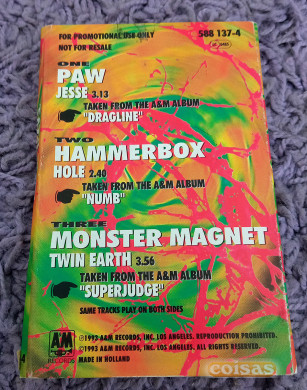 FOR PROMOTIONAL USE ONLY
588 137-4
NOT FOR RESALE
ONE
PAW
JESSE 3.13
TAKEN FROM THE A&M ALBUM
"DRAGLINE"
TWO
HAMMERBOX
HOLE 2.40
TAKEN FROM THE A&M ALBUM
"NUMB"
THREE
MONSTER MAGNET
TWIN EARTH 3.56
TAKEN FROM THE A&M ALBUM
"SUPERJUDGE"
SAME TRACKS PLAY ON BOTH SIDES
AM
RECORDS
℗1993 A&M RECORDS, INC. LOS ANGELES. REPRODUCTION PROHIBITED.
©1993 A&M RECORDS, INC. LOS ANGELES. ALL RIGHTS RESERVED.
MADE IN HOLLAND
coisas